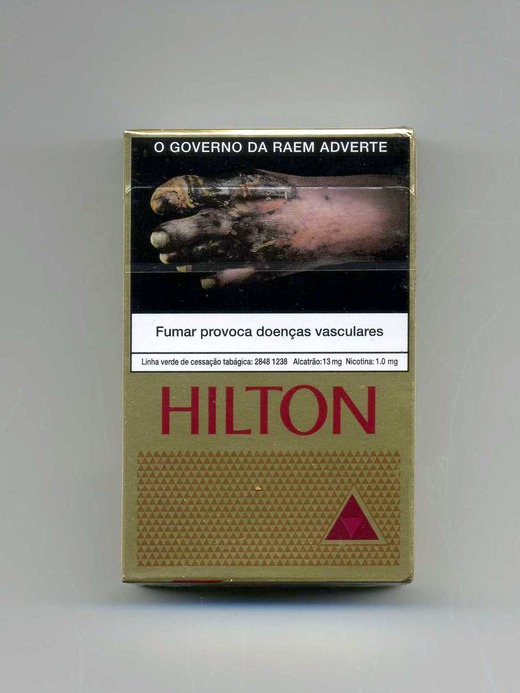 O GOVERNO DA RAEM ADVERTE
Fumar provoca doenças vasculares
Linha verde de cessação tabágica: 2848 1238 Alcatrão: 13 mg Nicotina: 1.0 mg
HILTON